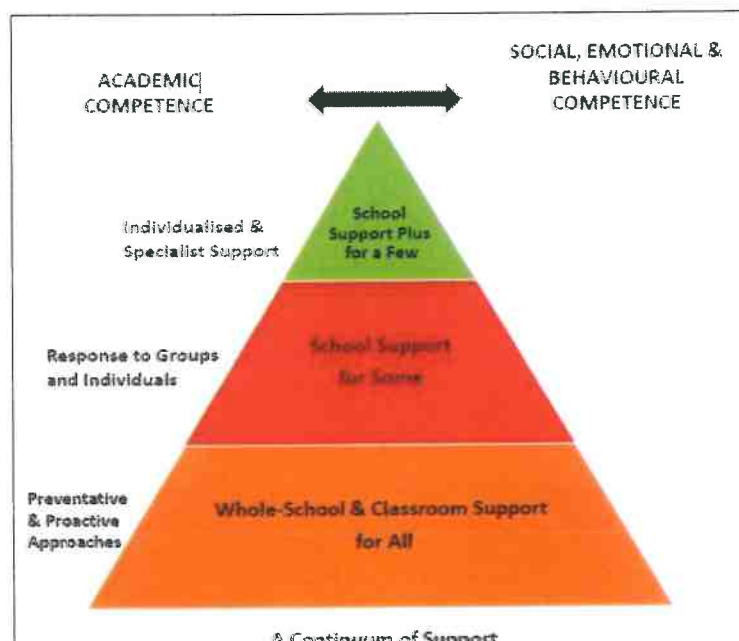 ACADEMIC
COMPETENCE
SOCIAL, EMOTIONAL &
BEHAVIOURAL
COMPETENCE
Individualised &
Specialist Support
School
Support Plus
for a Few
Response to Groups
and Individuals
School Support
for Some
Preventative
& Proactive
Approaches
Whole-School & Classroom Support
for All
A Continuum of Support